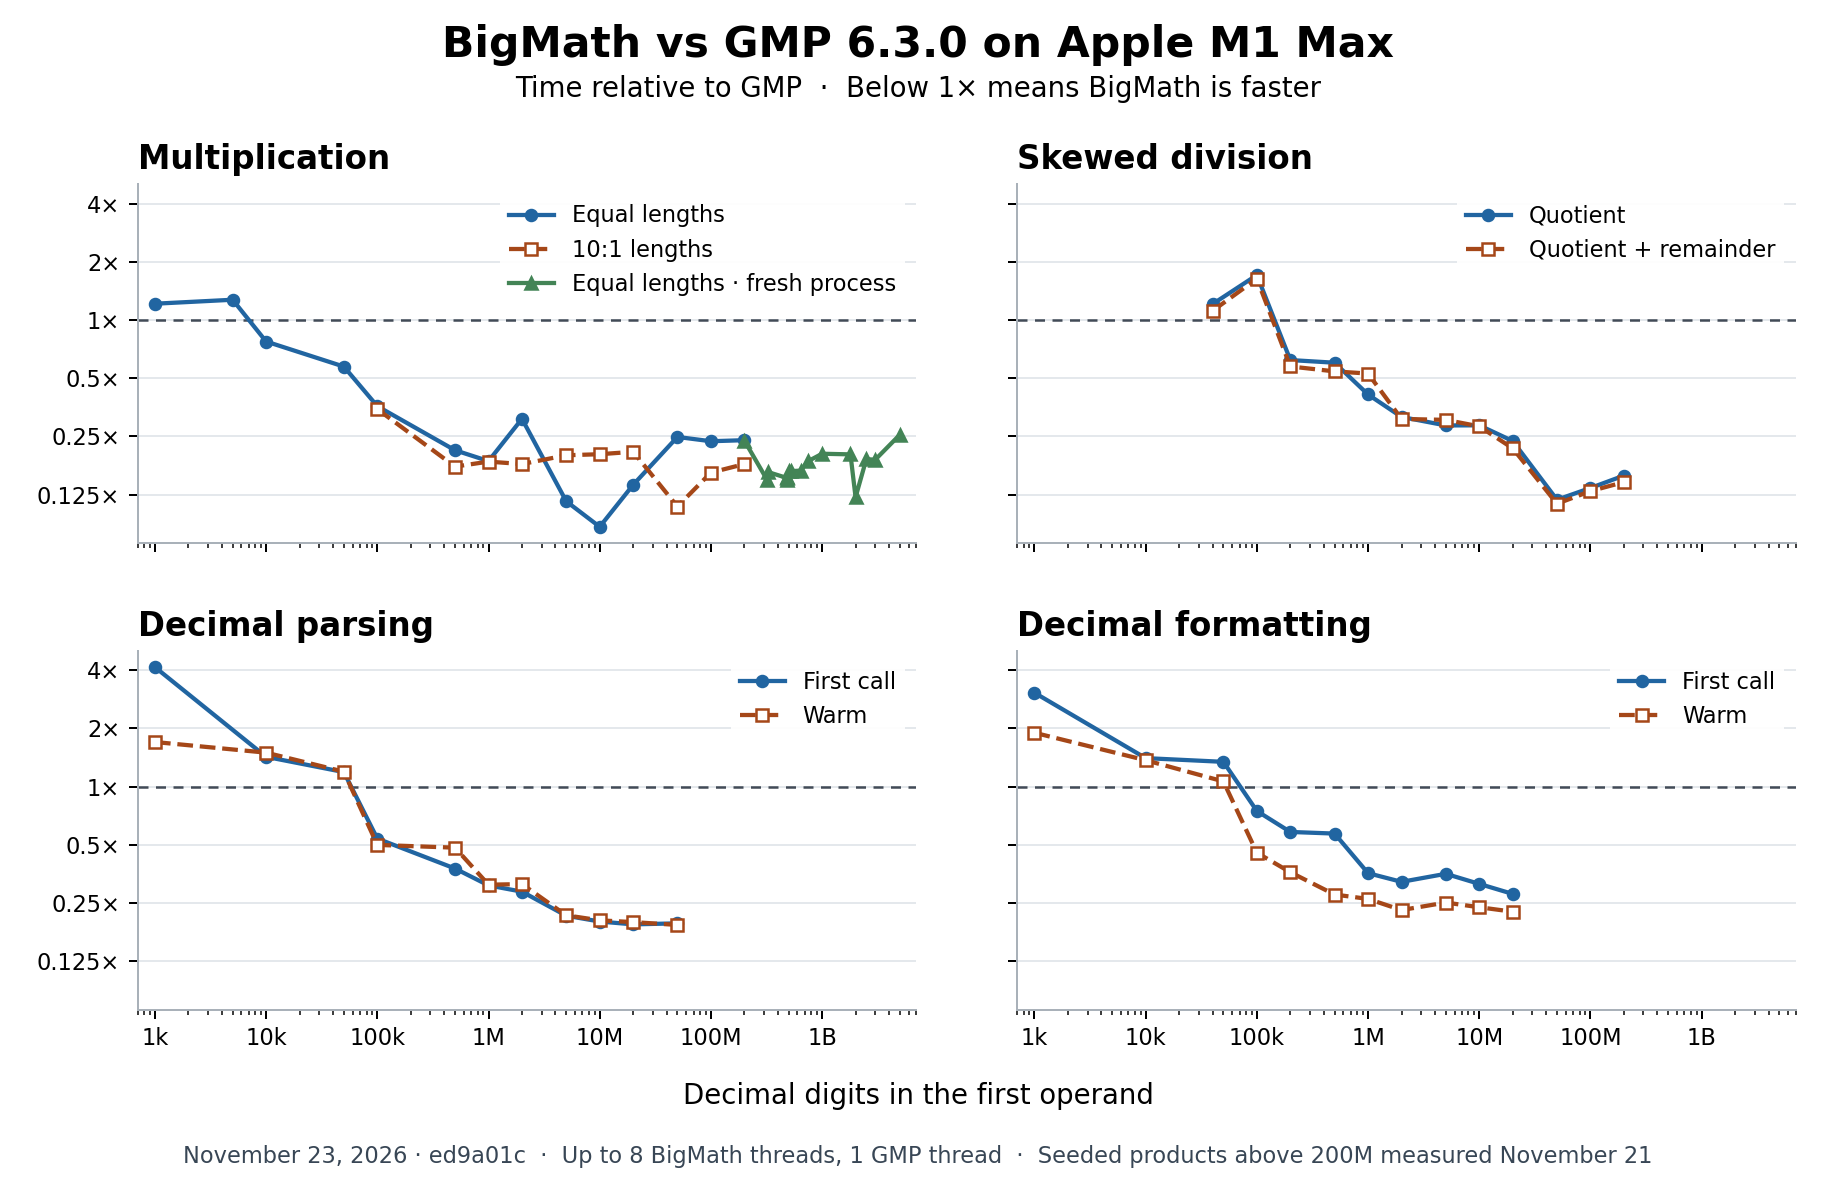 BigMath vs GMP 6.3.0 on Apple M1 Max
Time relative to GMP · Below 1× means BigMath is faster
Multiplication
4×
2×
1×
0.5×
0.25×
0.125×
Equal lengths
10:1 lengths
Equal lengths · fresh process
Skewed division
Quotient
Quotient + remainder
Decimal parsing
4×
2×
1×
0.5×
0.25×
0.125×
First call
Warm
1k 10k 100k 1M 10M 100M 1B
Decimal formatting
First call
Warm
1k 10k 100k 1M 10M 100M 1B
Decimal digits in the first operand
November 23, 2026 · ed9a01c · Up to 8 BigMath threads, 1 GMP thread · Seeded products above 200M measured November 21